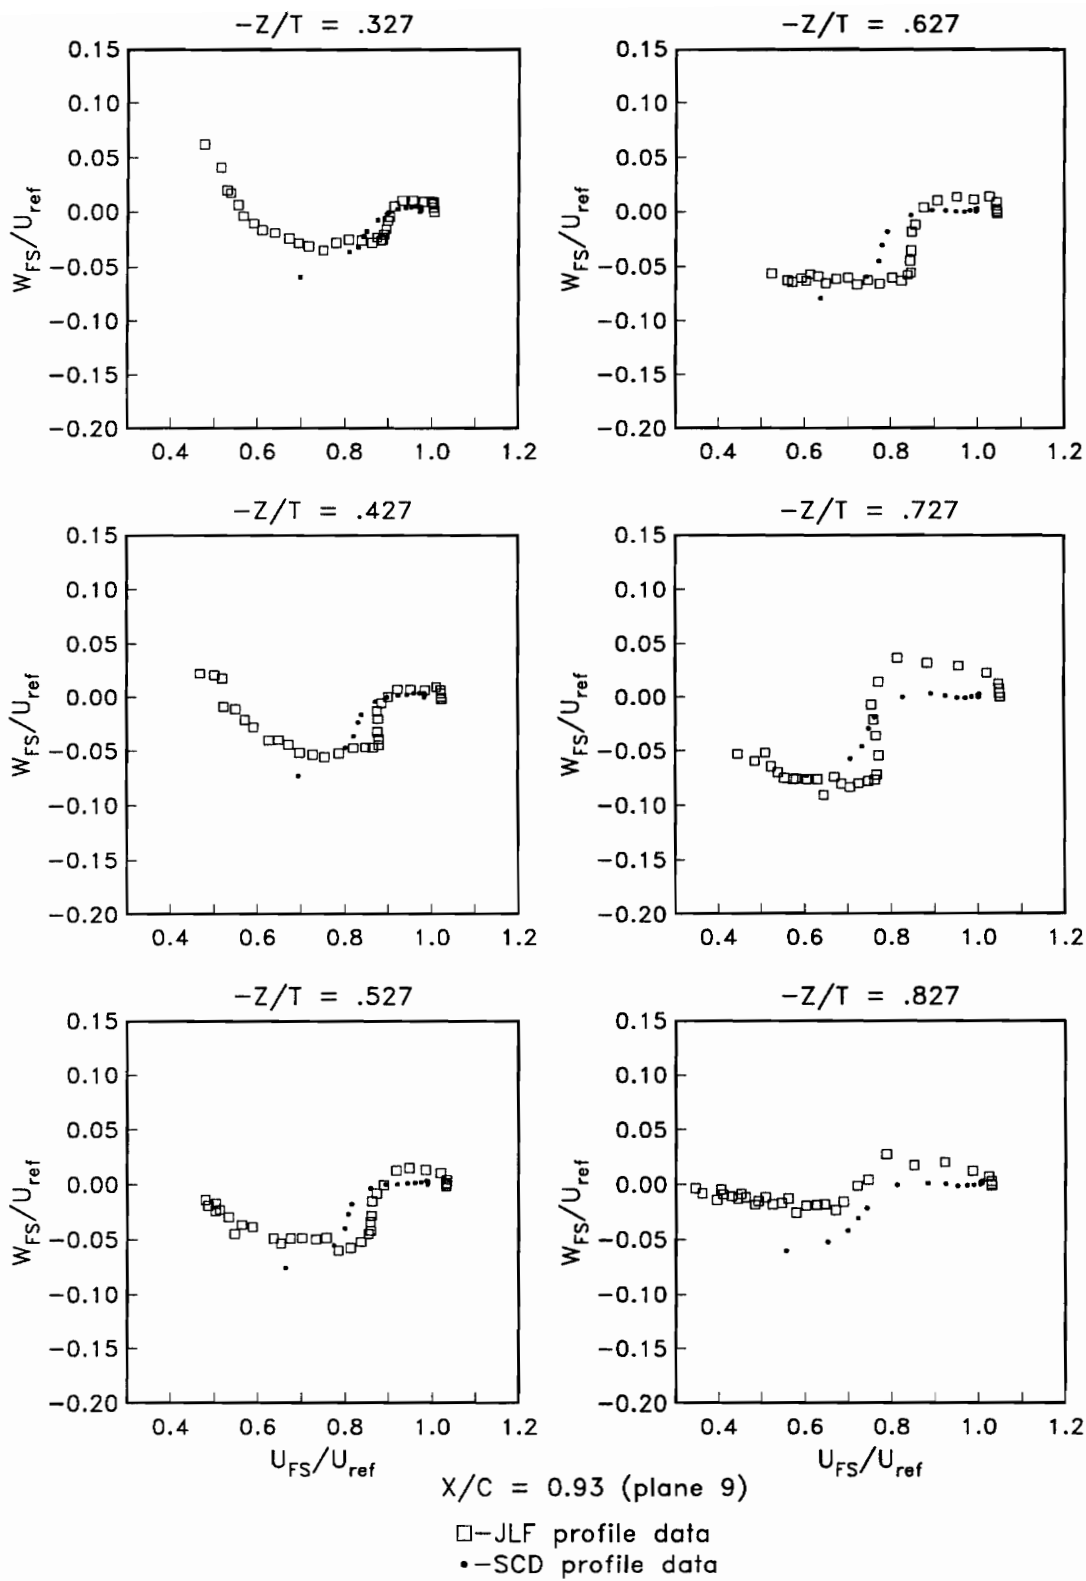 −Z/T = .327
0.15
0.10
0.05
0.00
−0.05
−0.10
−0.15
−0.20
W_FS/U_ref
0.4 0.6 0.8 1.0 1.2
−Z/T = .627
0.15
0.10
0.05
0.00
−0.05
−0.10
−0.15
−0.20
W_FS/U_ref
0.4 0.6 0.8 1.0 1.2
−Z/T = .427
0.15
0.10
0.05
0.00
−0.05
−0.10
−0.15
−0.20
W_FS/U_ref
0.4 0.6 0.8 1.0 1.2
−Z/T = .727
0.15
0.10
0.05
0.00
−0.05
−0.10
−0.15
−0.20
W_FS/U_ref
0.4 0.6 0.8 1.0 1.2
−Z/T = .527
0.15
0.10
0.05
0.00
−0.05
−0.10
−0.15
−0.20
W_FS/U_ref
0.4 0.6 0.8 1.0 1.2
U_FS/U_ref
−Z/T = .827
0.15
0.10
0.05
0.00
−0.05
−0.10
−0.15
−0.20
W_FS/U_ref
0.4 0.6 0.8 1.0 1.2
U_FS/U_ref
X/C = 0.93 (plane 9)
□−JLF profile data
•−SCD profile data